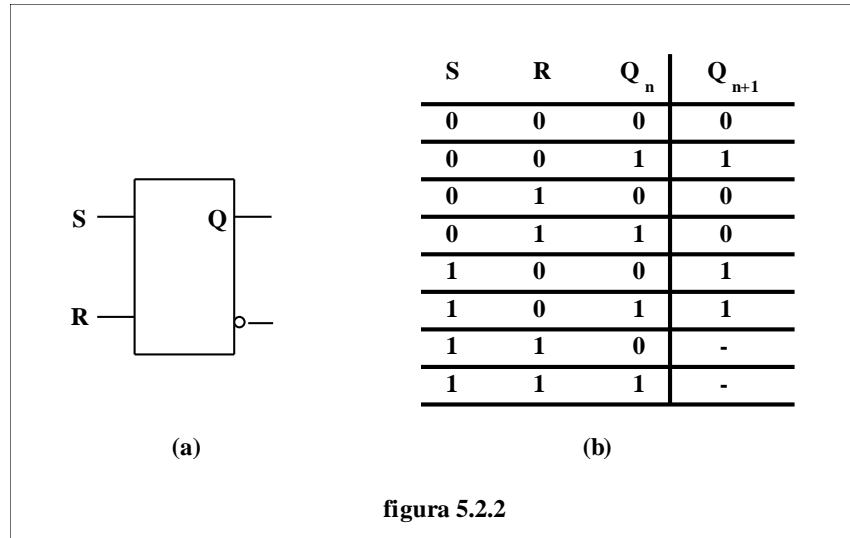 S R Q n Q n+1
0 0 0 0
0 0 1 1
0 1 0 0
0 1 1 0
1 0 0 1
1 0 1 1
1 1 0 -
1 1 1 -
S Q
R
(a) (b)
figura 5.2.2